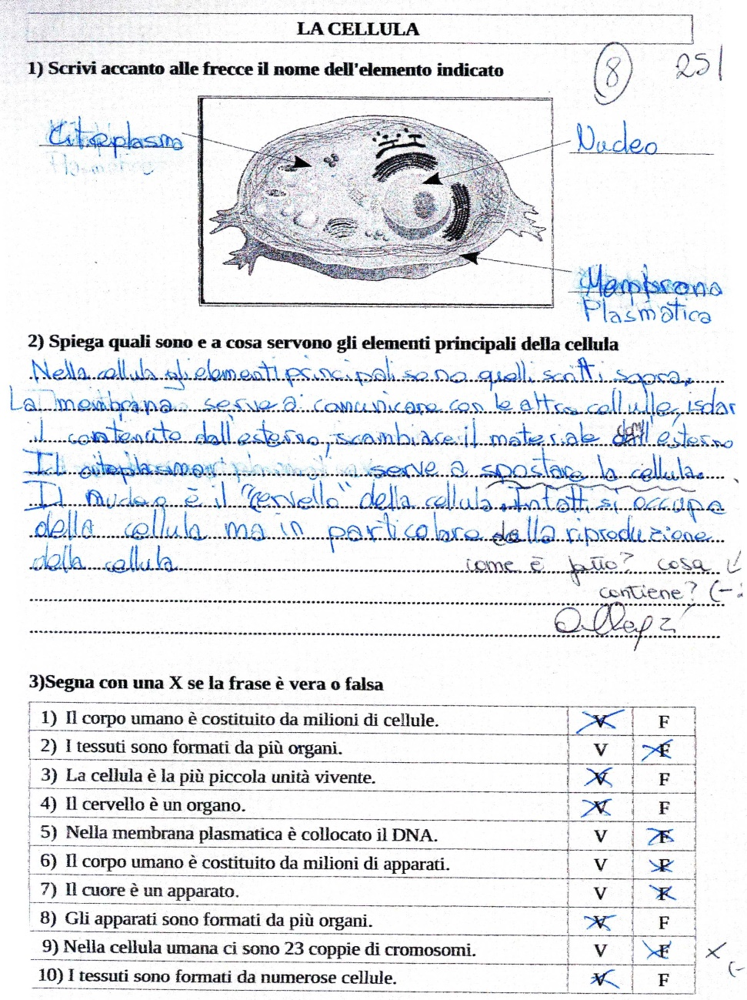 LA CELLULA
1) Scrivi accanto alle frecce il nome dell'elemento indicato
8 25
Citoplasma
Nucleo
Membrana
Plasmatica
2) Spiega quali sono e a cosa servono gli elementi principali della cellula
Nella cellula gli elementi principali sono quelli scritti sopra.
La membrana serve a comunicare con le altre cellulle, isolar
il contenuto dall'esterno, scambiare il materiale dall'esterno
Il citoplasma serve a spostare la cellula.
Il nucleo è il "cervello" della cellula. Infatti si occupa
della cellula ma in particolare della riproduzione
della cellula
come è fatto? cosa
contiene? (-
3)Segna con una X se la frase è vera o falsa
1) Il corpo umano è costituito da milioni di cellule. V F
2) I tessuti sono formati da più organi. V F
3) La cellula è la più piccola unità vivente. V F
4) Il cervello è un organo. V F
5) Nella membrana plasmatica è collocato il DNA. V F
6) Il corpo umano è costituito da milioni di apparati. V F
7) Il cuore è un apparato. V F
8) Gli apparati sono formati da più organi. V F
9) Nella cellula umana ci sono 23 coppie di cromosomi. V F X
(-
10) I tessuti sono formati da numerose cellule. V F